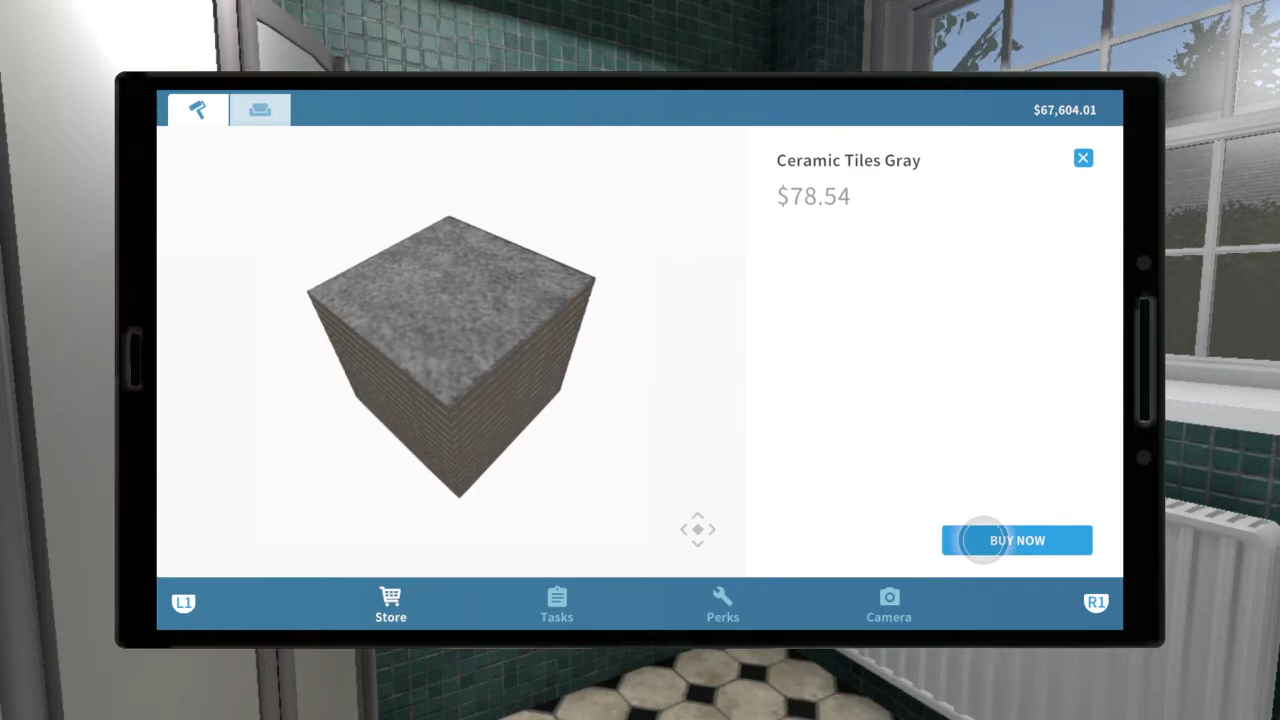 $67,604.01
Ceramic Tiles Gray
$78.54
BUY NOW
L1
Store
Tasks
Perks
Camera
R1